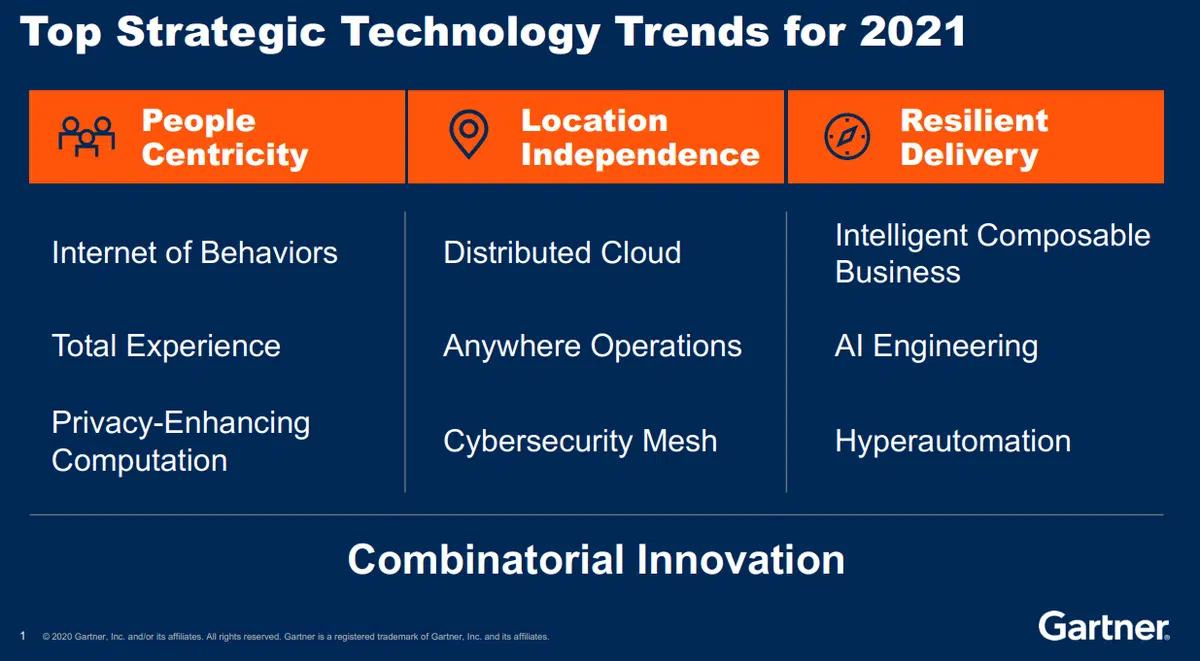 Top Strategic Technology Trends for 2021
People
Centricity
Location
Independence
Resilient
Delivery
Internet of Behaviors
Distributed Cloud
Intelligent Composable
Business
Total Experience
Anywhere Operations
AI Engineering
Privacy-Enhancing
Computation
Cybersecurity Mesh
Hyperautomation
Combinatorial Innovation
1 © 2020 Gartner, Inc. and/or its affiliates. All rights reserved. Gartner is a registered trademark of Gartner, Inc. and its affiliates.
Gartner®